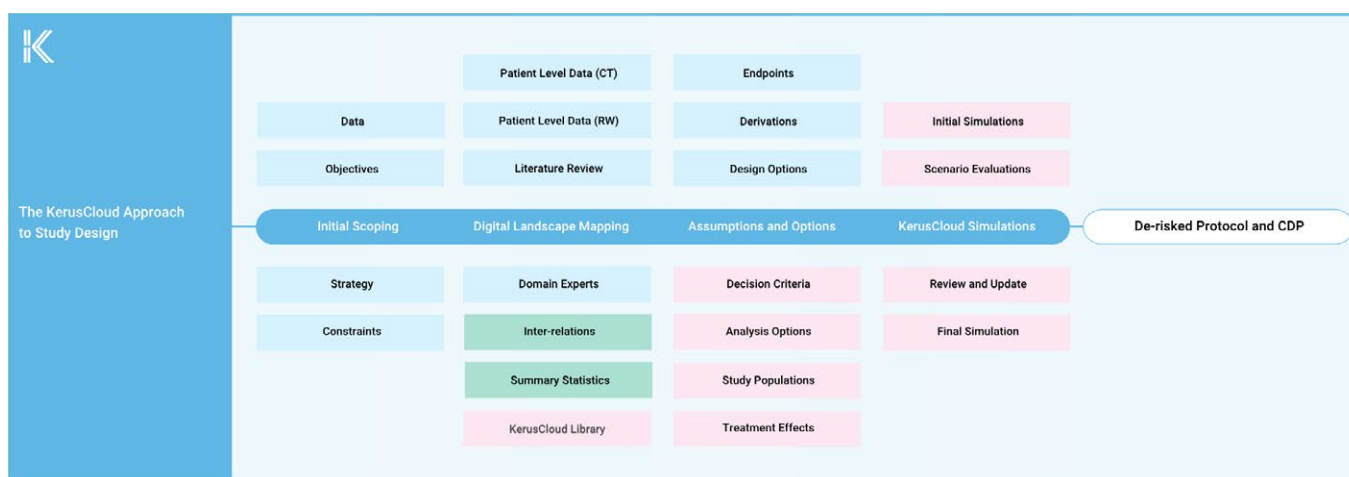 K
The KerusCloud Approach
to Study Design
Data
Objectives
Initial Scoping
Strategy
Constraints
Patient Level Data (CT)
Patient Level Data (RW)
Literature Review
Digital Landscape Mapping
Domain Experts
Inter-relations
Summary Statistics
KerusCloud Library
Endpoints
Derivations
Design Options
Assumptions and Options
Decision Criteria
Analysis Options
Study Populations
Treatment Effects
Initial Simulations
Scenario Evaluations
KerusCloud Simulations
Review and Update
Final Simulation
De-risked Protocol and CDP